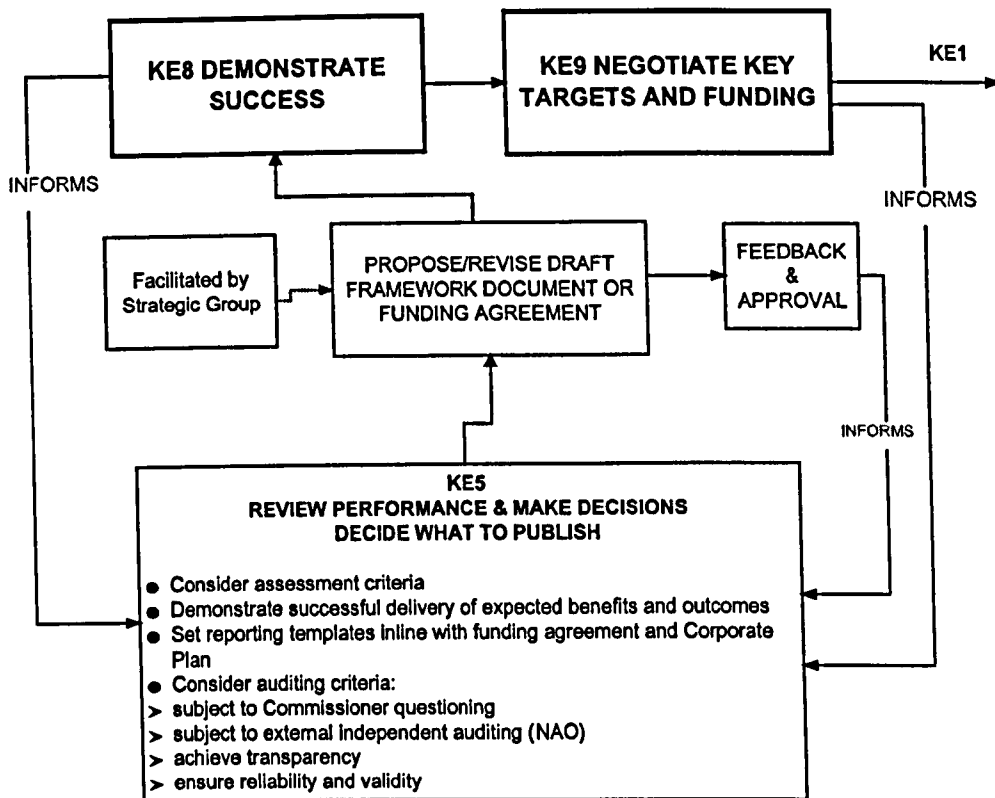 KE8 DEMONSTRATE
SUCCESS
KE9 NEGOTIATE KEY
TARGETS AND FUNDING
KE1
INFORMS
INFORMS
Facilitated by
Strategic Group
PROPOSE/REVISE DRAFT
FRAMEWORK DOCUMENT OR
FUNDING AGREEMENT
FEEDBACK
&
APPROVAL
INFORMS
KE5
REVIEW PERFORMANCE & MAKE DECISIONS
DECIDE WHAT TO PUBLISH
● Consider assessment criteria
● Demonstrate successful delivery of expected benefits and outcomes
● Set reporting templates inline with funding agreement and Corporate
Plan
● Consider auditing criteria:
➢ subject to Commissioner questioning
➢ subject to external independent auditing (NAO)
➢ achieve transparency
➢ ensure reliability and validity